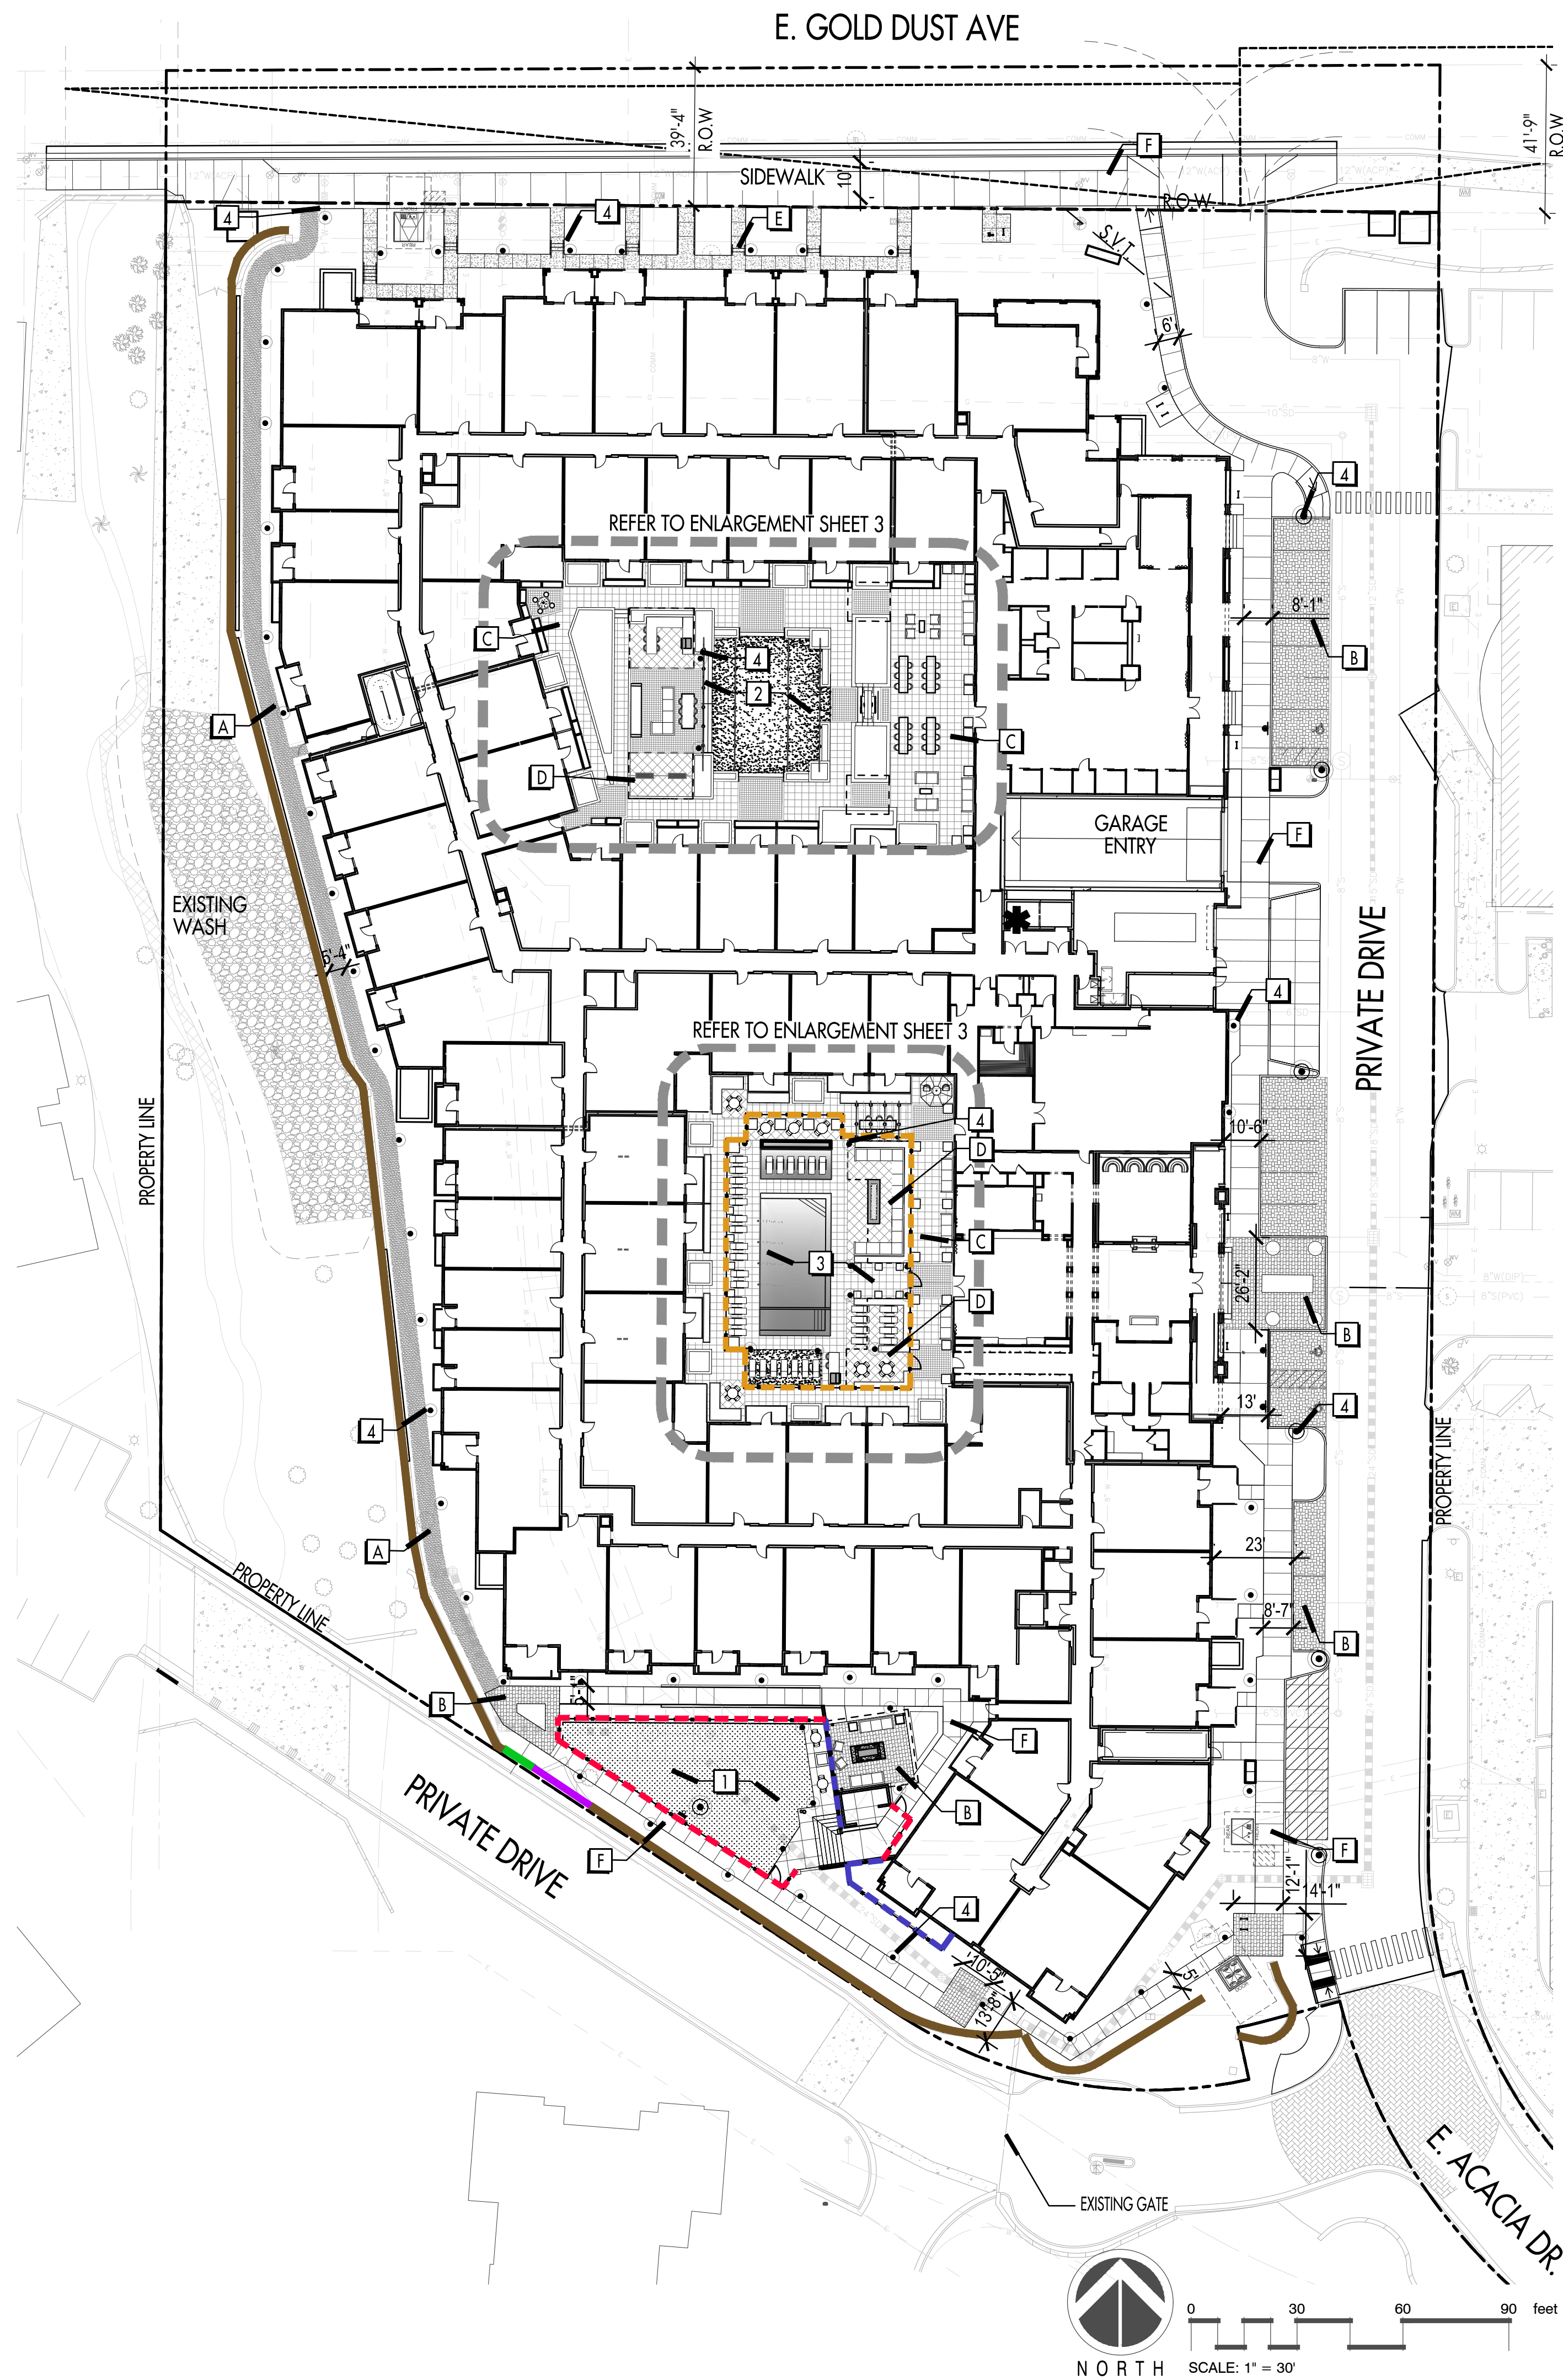 E. GOLD DUST AVE
39'-4"
R.O.W
41'-9"
R.O.W
F
SIDEWALK
10'
R.O.W.
4
4
E
S.V.T.
6'
4
REFER TO ENLARGEMENT SHEET 3
8'-1"
C
4
B
2
A
C
D
GARAGE
ENTRY
F
EXISTING
WASH
5'-4"
PRIVATE DRIVE
4
REFER TO ENLARGEMENT SHEET 3
PROPERTY LINE
4
10'-6"
D
C
3
26'-2"
D
B
4
13'
4
PROPERTY LINE
A
23'
PROPERTY LINE
8'-7"
B
B
5'-4"
F
1
PRIVATE DRIVE
B
F
F
12'-1"
14'-1"
4
10'-5"
5'
13'-8"
E. ACACIA DR.
EXISTING GATE
0 30 60 90 feet
NORTH
SCALE: 1" = 30'